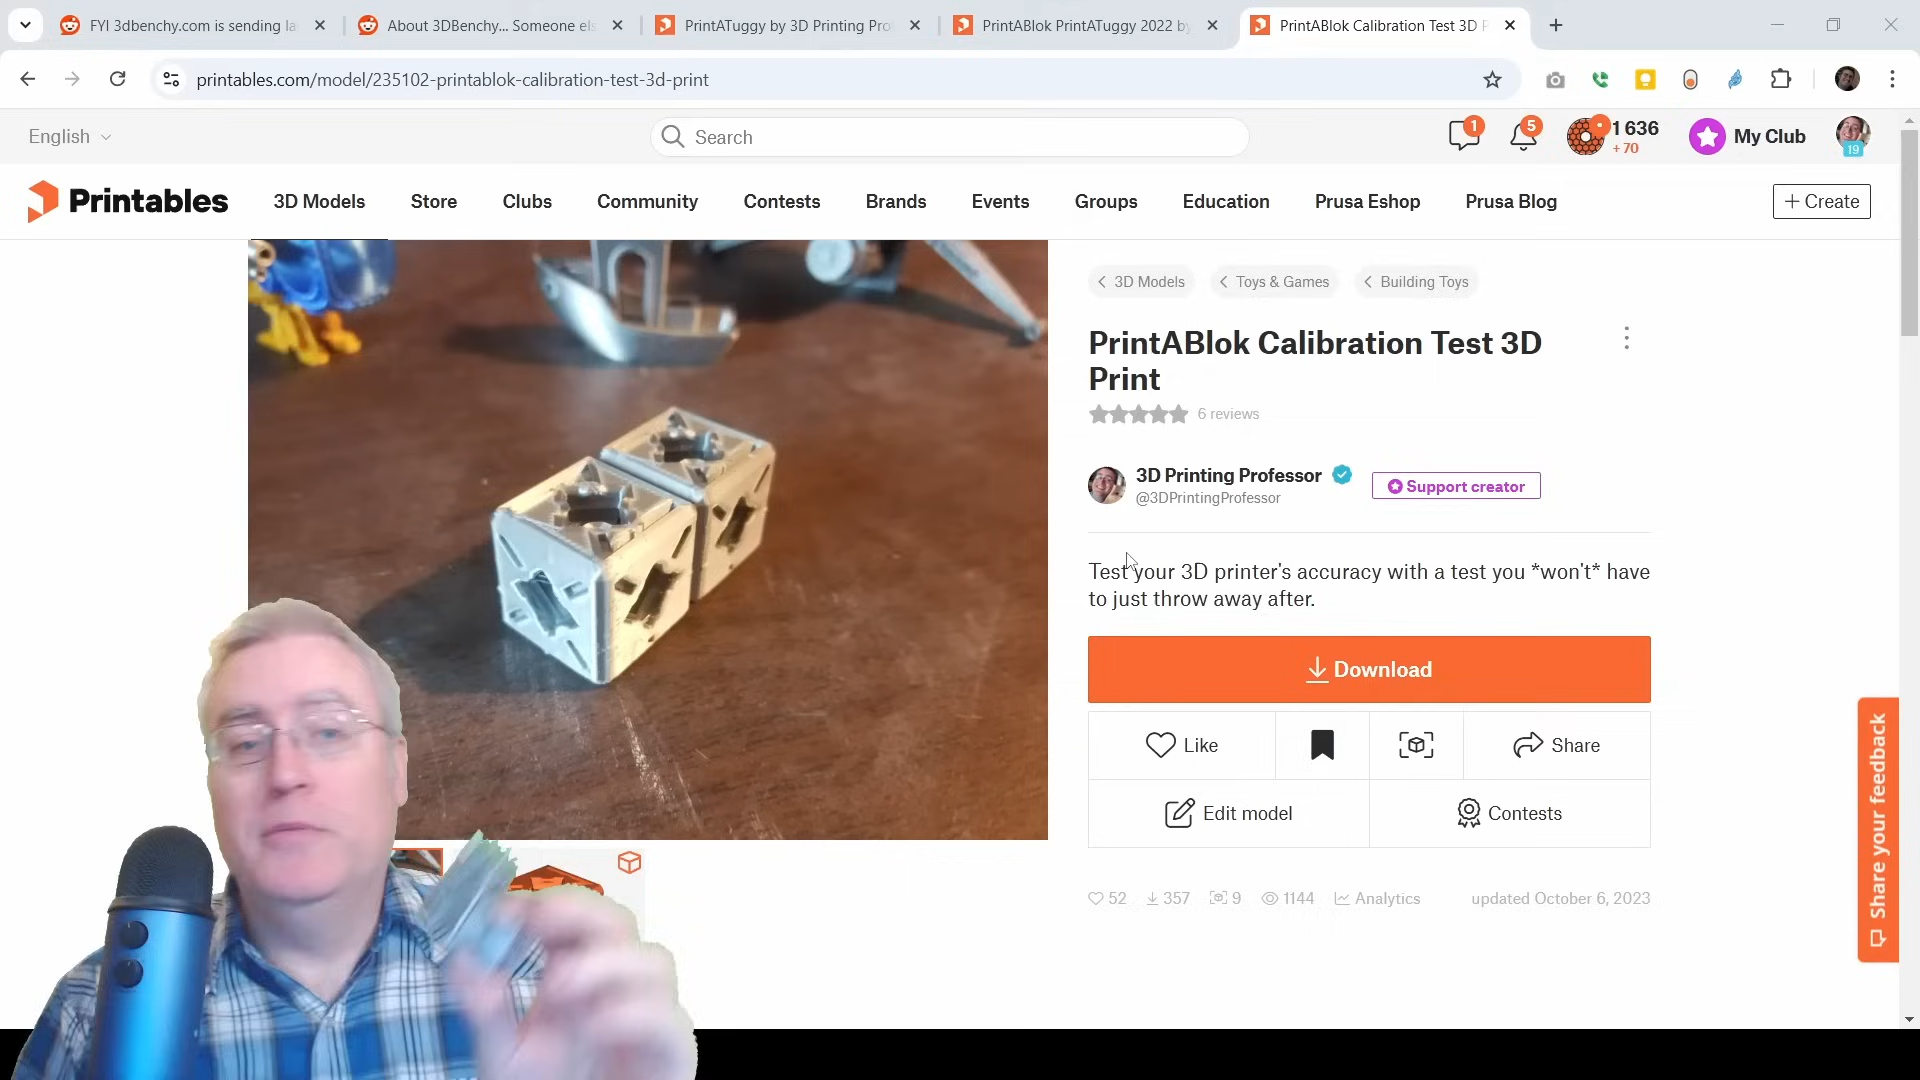 FYI 3dbenchy.com is sending la
About 3DBenchy... Someone els
PrintATuggy by 3D Printing Pro
PrintABlok PrintATuggy 2022 by
PrintABlok Calibration Test 3D P
printables.com/model/235102-printablok-calibration-test-3d-print
English
Search
1
5
1 636
+ 70
My Club
19
Printables
3D Models
Store
Clubs
Community
Contests
Brands
Events
Groups
Education
Prusa Eshop
Prusa Blog
+ Create
3D Models
Toys & Games
Building Toys
PrintABlok Calibration Test 3D
Print
6 reviews
3D Printing Professor
@3DPrintingProfessor
Support creator
Test your 3D printer's accuracy with a test you *won't* have
to just throw away after.
Download
Like
Share
Edit model
Contests
52
357
9
1144
Analytics
updated October 6, 2023
Share your feedback